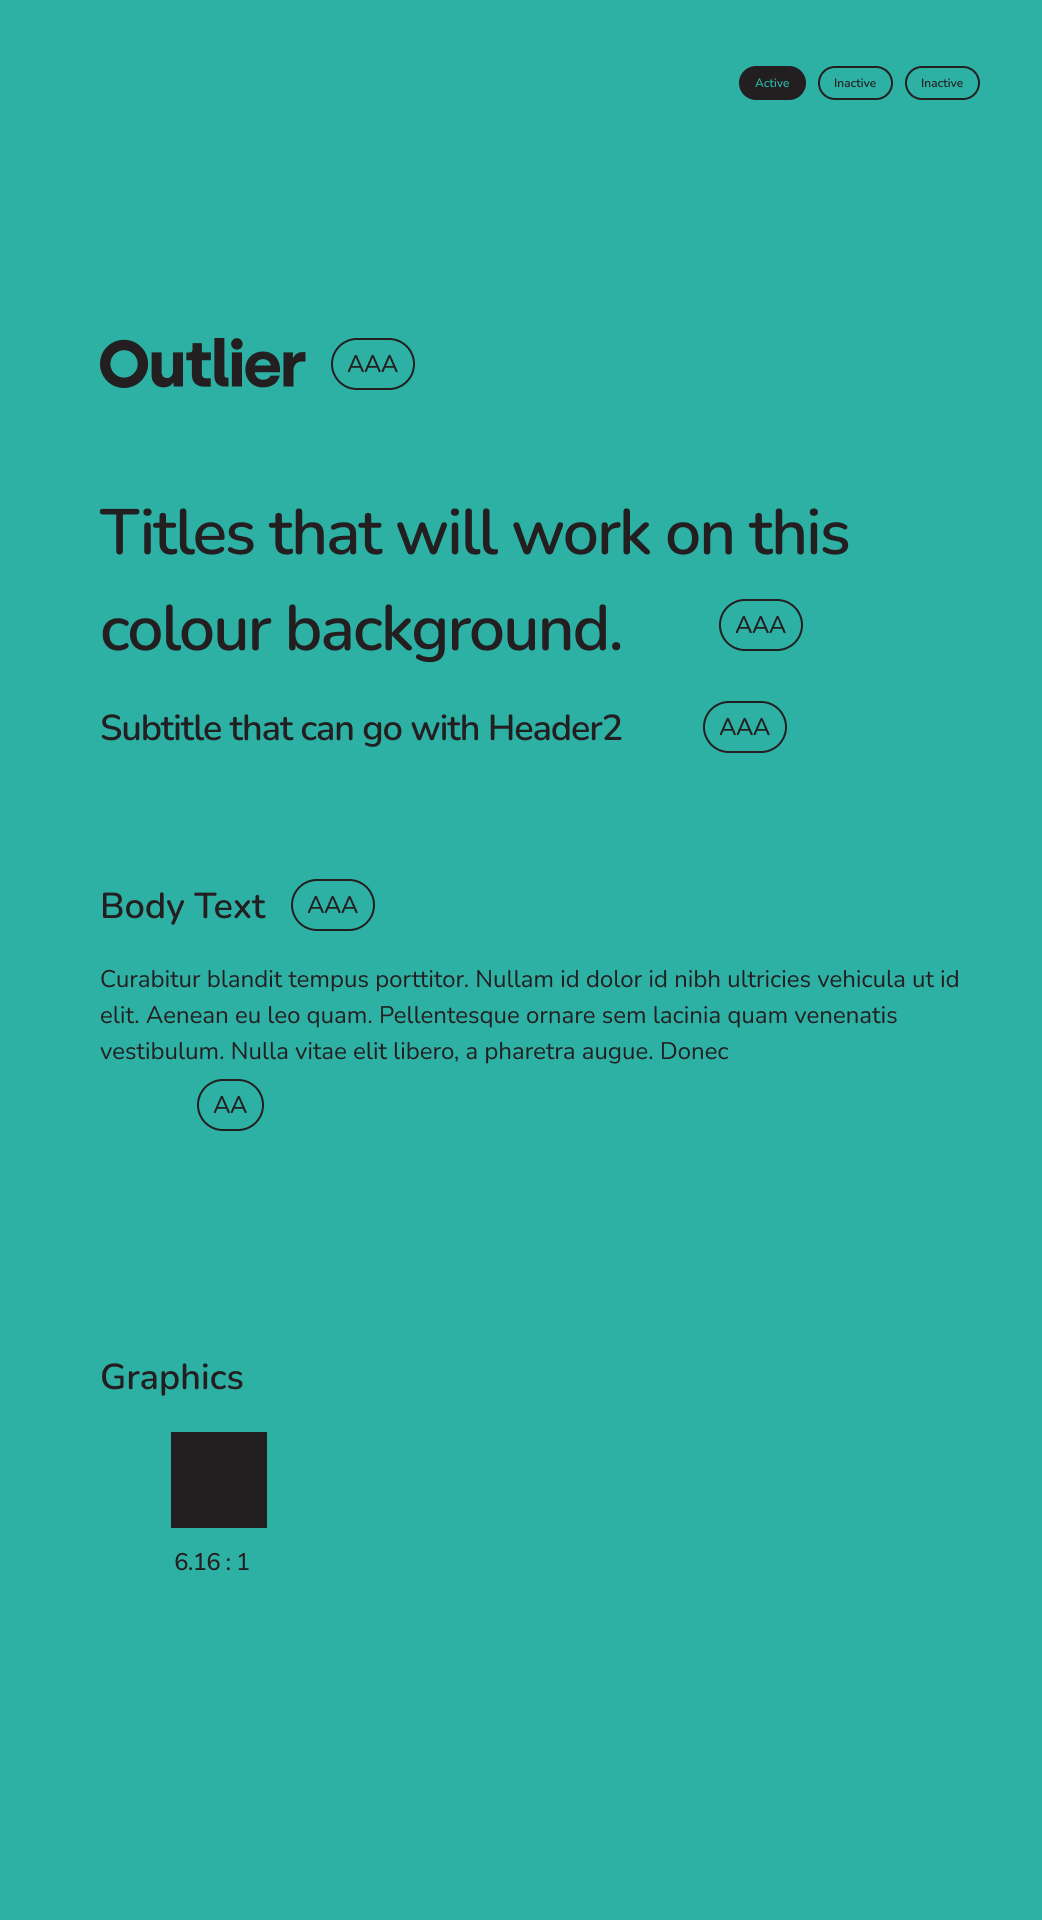 Active Inactive Inactive
Outlier AAA
Titles that will work on this
colour background. AAA
Subtitle that can go with Header2 AAA
Body Text AAA
Curabitur blandit tempus porttitor. Nullam id dolor id nibh ultricies vehicula ut id
elit. Aenean eu leo quam. Pellentesque ornare sem lacinia quam venenatis
vestibulum. Nulla vitae elit libero, a pharetra augue. Donec
AA
Graphics
6.16 : 1